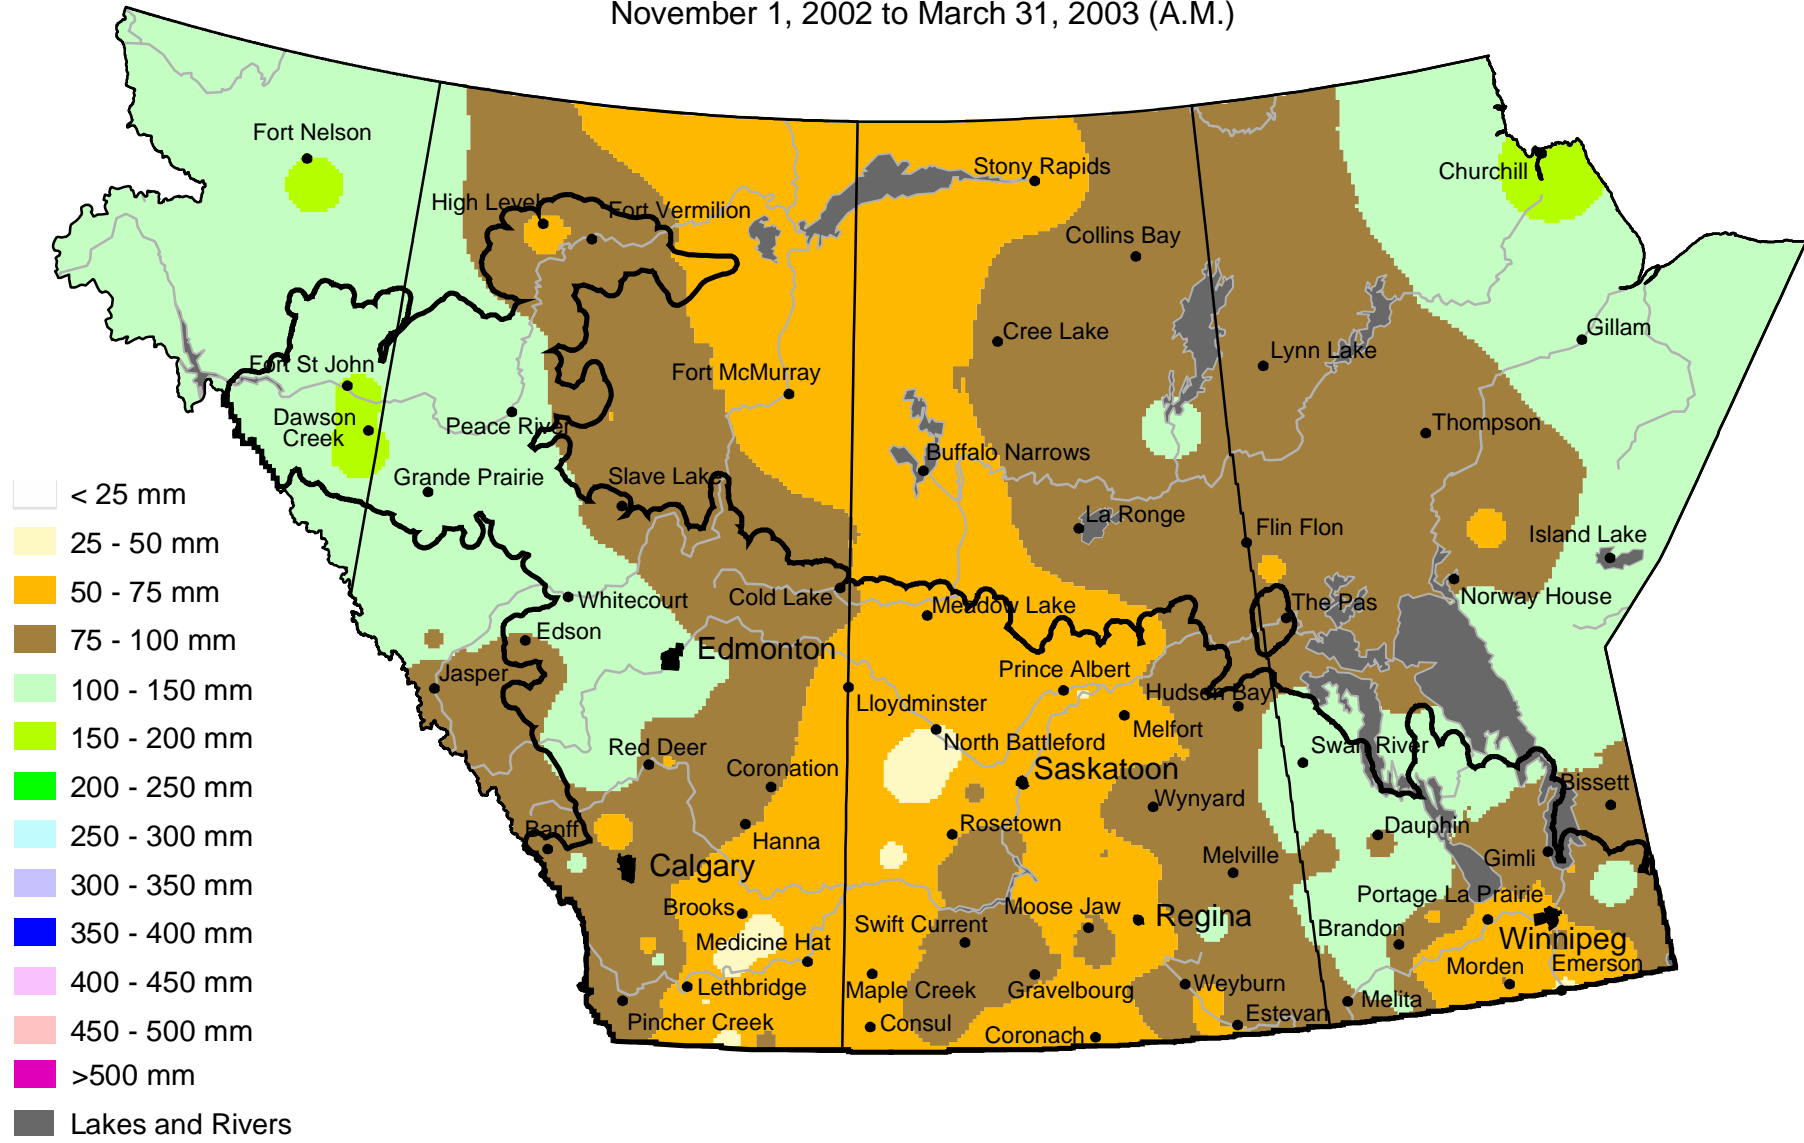 November 1, 2002 to March 31, 2003 (A.M.)
Fort Nelson
Churchill
Stony Rapids
High Level
Fort Vermilion
Collins Bay
Gillam
Cree Lake
Lynn Lake
Fort St John
Fort McMurray
Dawson
Creek
Peace River
Thompson
Buffalo Narrows
Grande Prairie
Slave Lake
La Ronge
Flin Flon
Island Lake
Whitecourt
Cold Lake
Meadow Lake
The Pas
Norway House
Edson
Edmonton
Jasper
Prince Albert
Hudson Bay
Lloydminster
Melfort
North Battleford
Swan River
Red Deer
Coronation
Saskatoon
Wynyard
Bissett
Banff
Hanna
Rosetown
Dauphin
Calgary
Melville
Gimli
Portage La Prairie
Brooks
Moose Jaw
Regina
Swift Current
Brandon
Medicine Hat
Winnipeg
Morden
Emerson
Lethbridge
Maple Creek
Gravelbourg
Weyburn
Melita
Pincher Creek
Consul
Coronach
Estevan
< 25 mm
25 - 50 mm
50 - 75 mm
75 - 100 mm
100 - 150 mm
150 - 200 mm
200 - 250 mm
250 - 300 mm
300 - 350 mm
350 - 400 mm
400 - 450 mm
450 - 500 mm
>500 mm
Lakes and Rivers